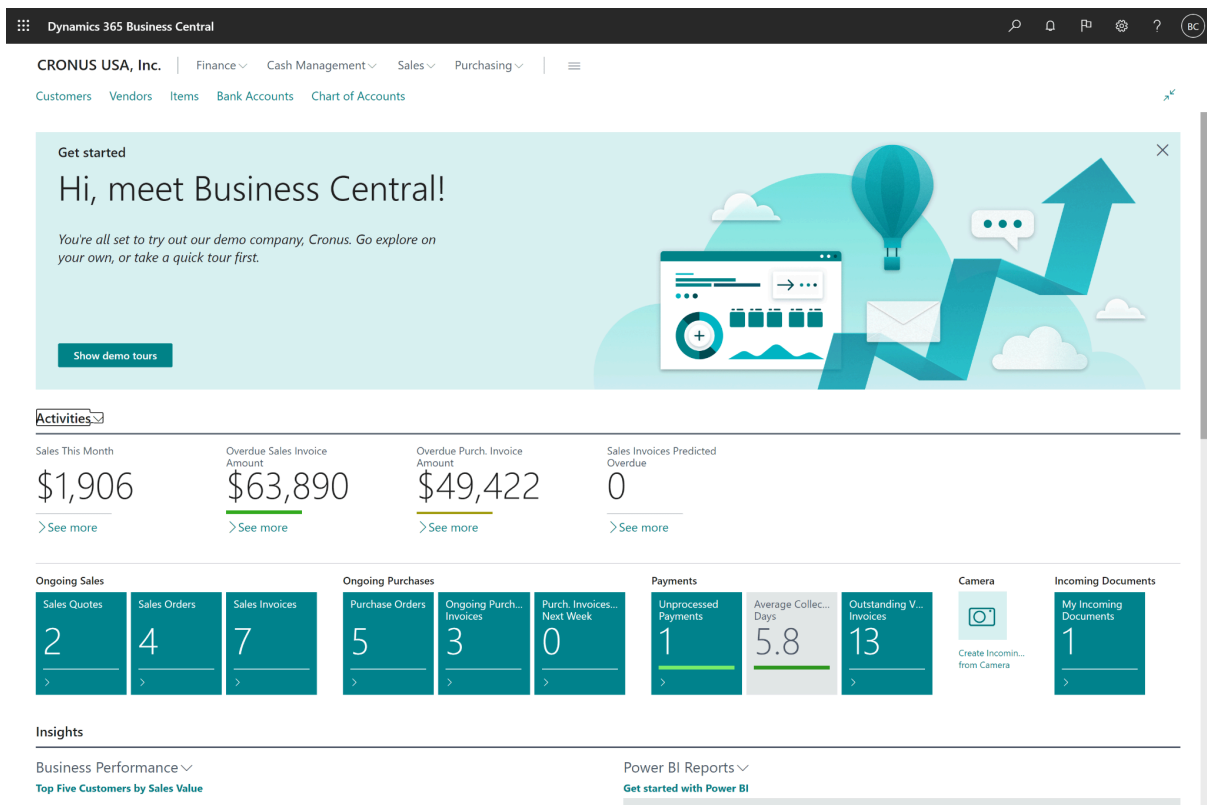 Dynamics 365 Business Central
BC
CRONUS USA, Inc. Finance Cash Management Sales Purchasing
Customers Vendors Items Bank Accounts Chart of Accounts
Get started
Hi, meet Business Central!
You're all set to try out our demo company, Cronus. Go explore on
your own, or take a quick tour first.
Show demo tours
Activities
Sales This Month
$1,906
See more
Overdue Sales Invoice
Amount
$63,890
See more
Overdue Purch. Invoice
Amount
$49,422
See more
Sales Invoices Predicted
Overdue
0
See more
Ongoing Sales
Sales Quotes
2
Sales Orders
4
Sales Invoices
7
Ongoing Purchases
Purchase Orders
5
Ongoing Purch...
Invoices
3
Purch. Invoices...
Next Week
0
Payments
Unprocessed
Payments
1
Average Collec...
Days
5.8
Outstanding V...
Invoices
13
Camera
Create Incomin...
from Camera
Incoming Documents
My Incoming
Documents
1
Insights
Business Performance
Top Five Customers by Sales Value
Power BI Reports
Get started with Power BI